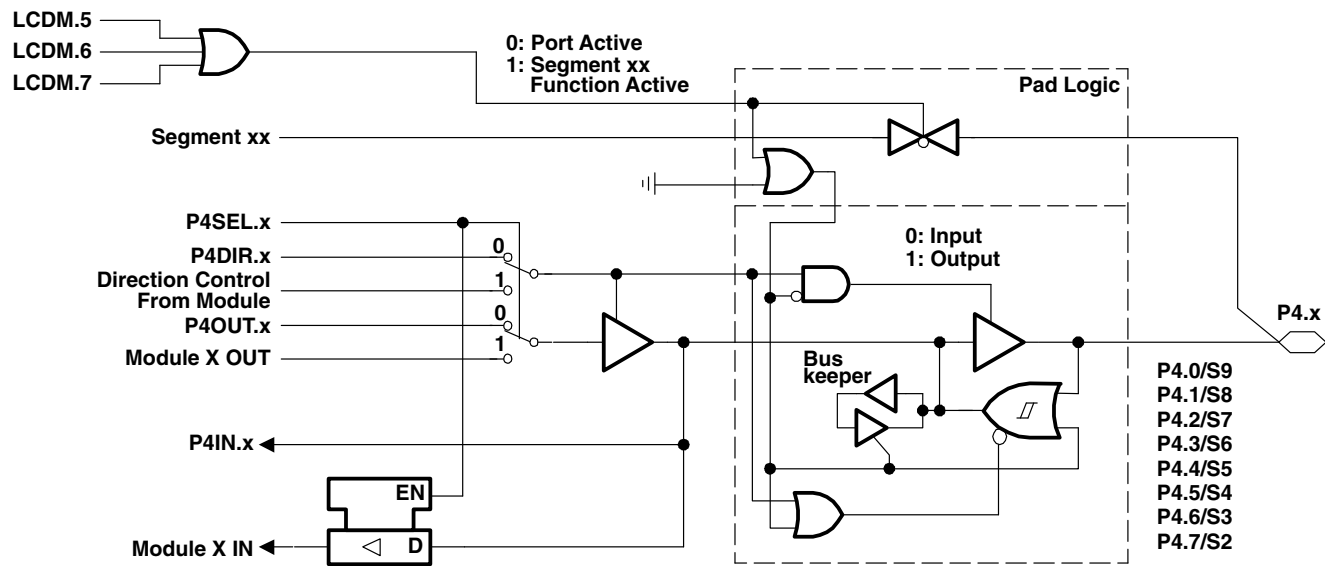 LCDM.5
LCDM.6
LCDM.7
0: Port Active
1: Segment xx
Function Active
Pad Logic
Segment xx
P4SEL.x
P4DIR.x
0
Direction Control
From Module
1
P4OUT.x
0
Module X OUT
1
0: Input
1: Output
P4.x
Bus
keeper
P4IN.x
EN
D
Module X IN
P4.0/S9
P4.1/S8
P4.2/S7
P4.3/S6
P4.4/S5
P4.5/S4
P4.6/S3
P4.7/S2